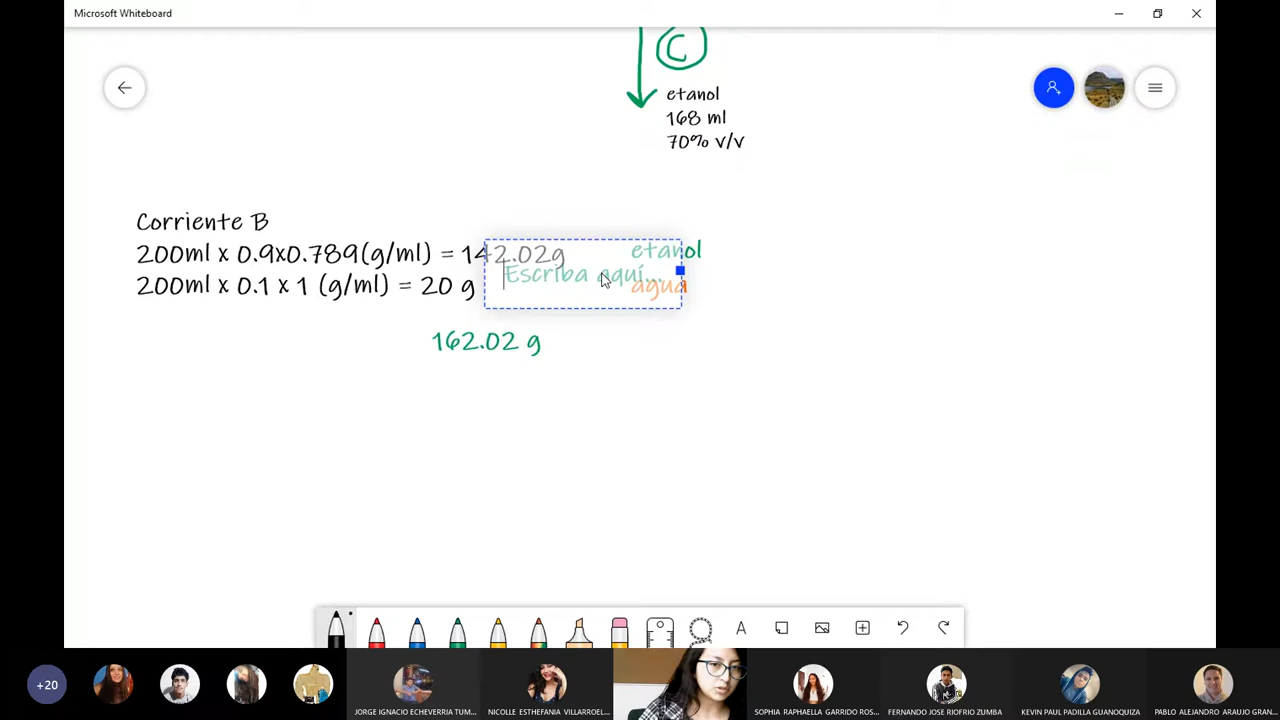 Microsoft Whiteboard
C
etanol
168 ml
70% v/v
Corriente B
200ml x 0.9x0.789(g/ml) = 142.02g etanol
Escriba aquí...
200ml x 0.1 x 1 (g/ml) = 20 g agua
162.02 g
A
+20
JORGE IGNACIO ECHEVERRIA TUM...
NICOLLE ESTHEFANIA VILLARROEL...
SOPHIA RAPHAELLA GARRIDO ROS...
FERNANDO JOSE RIOFRIO ZUMBA
KEVIN PAUL PADILLA GUANOQUIZA
PABLO ALEJANDRO ARAUJO GRAN...